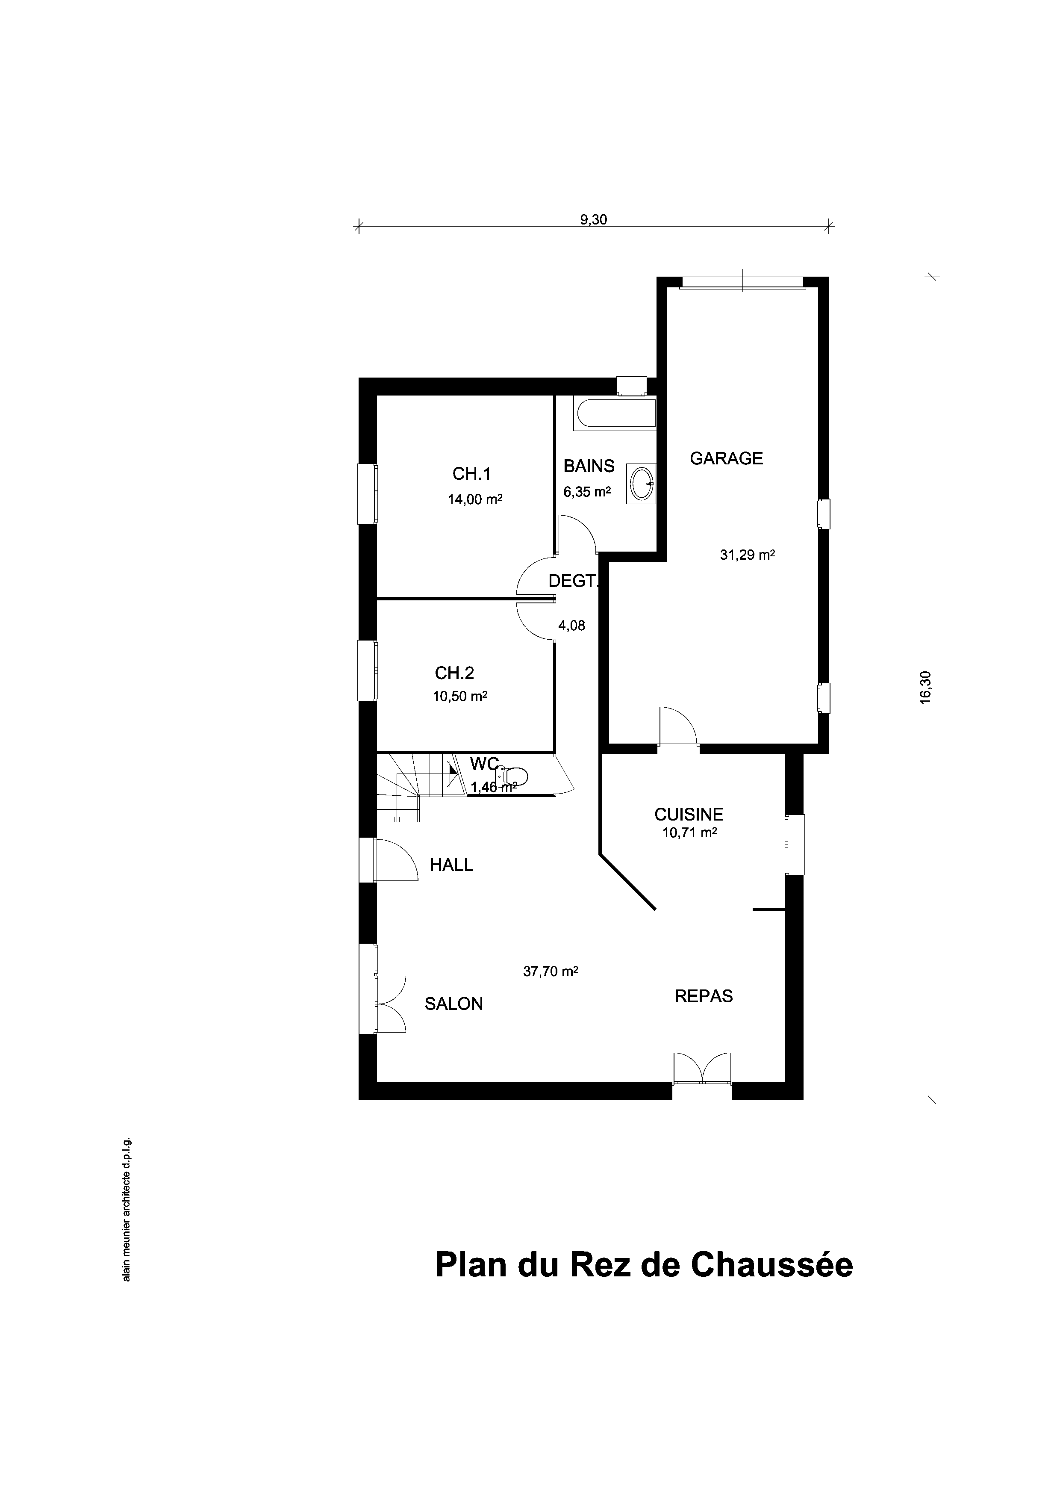 9,30
GARAGE
BAINS
CH.1
6,35 m²
14,00 m²
31,29 m²
DEGT.
4,08
CH.2
16,30
10,50 m²
WC
1,46 m²
CUISINE
10,71 m²
HALL
37,70 m²
REPAS
SALON
alain meunier architecte d.p.l.g.
Plan du Rez de Chaussée